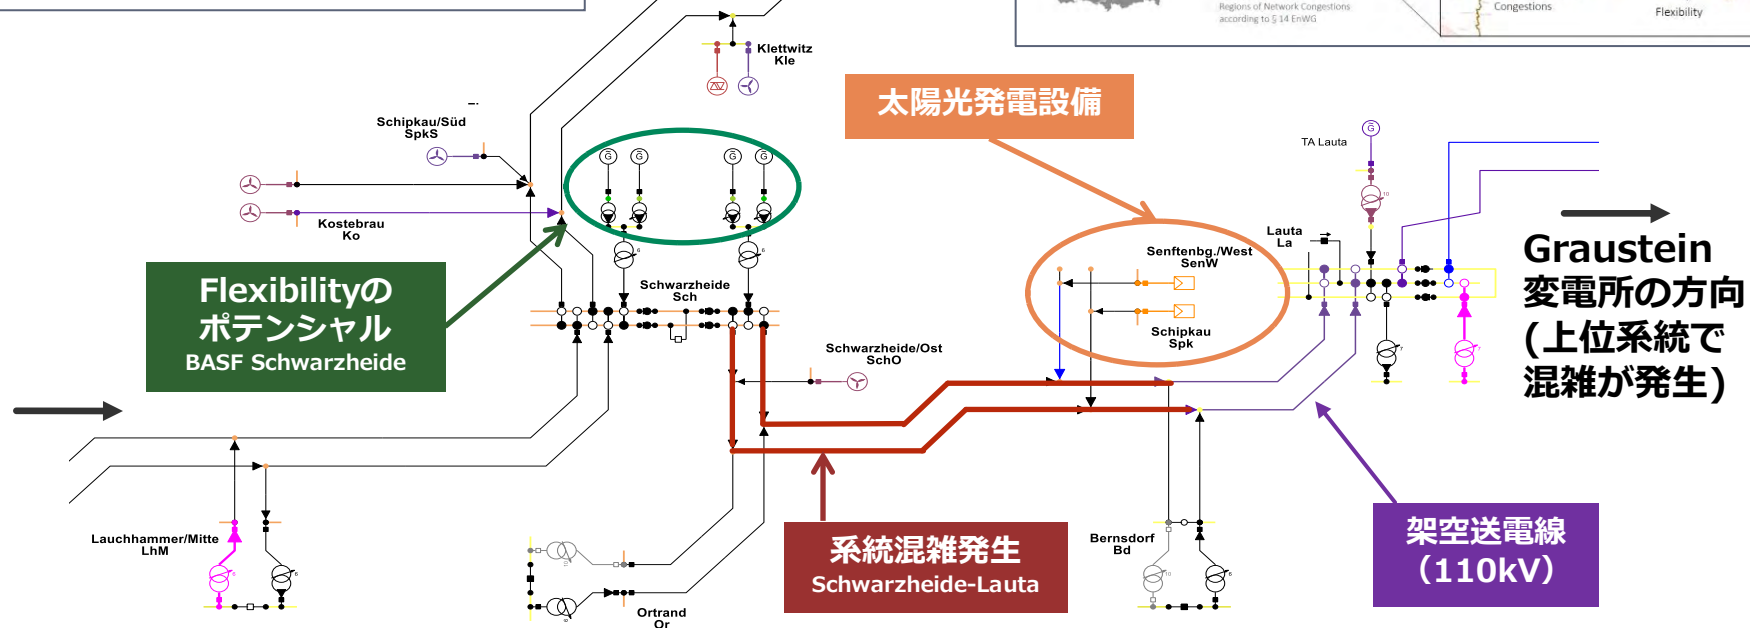 Regions of Network Congestions
according to § 14 EnWG
Congestions
Flexibility
Klettwitz
Kle
太陽光発電設備
Schipkau/Süd
SpkS
TA Lauta
Kostebrau
Ko
Lauta
La
Senftenbg./West
SenW
Graustein
変電所の方向
(上位系統で
混雑が発生)
Flexibilityの
ポテンシャル
BASF Schwarzheide
Schwarzheide
Sch
Schipkau
Spk
Schwarzheide/Ost
SchO
Lauchhammer/Mitte
LhM
系統混雑発生
Schwarzheide-Lauta
Bernsdorf
Bd
架空送電線
（110kV）
Ortrand
Or